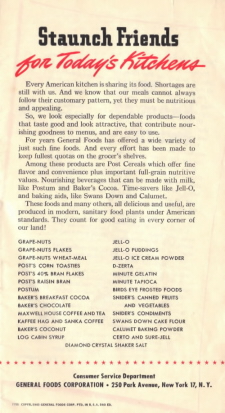 Staunch Friends
for Today's Kitchens
Every American kitchen is sharing its food. Shortages are
still with us. And we know that our meals cannot always
follow their customary pattern, yet they must be nutritious
and appealing.
So, we look especially for dependable products—foods
that taste good and look attractive, that contribute nour-
ishing goodness to menus, and are easy to use.
For years General Foods has offered a wide variety of
just such fine foods. And every effort has been made to
keep fullest quotas on the grocer's shelves.
Among these products are Post Cereals which offer fine
flavor and convenience plus important full-grain nutritive
values. Nourishing beverages that can be made with milk,
like Postum and Baker's Cocoa. Time-savers like Jell-O,
and baking aids, like Swans Down and Calumet.
These foods and many others, all delicious and useful, are
produced in modern, sanitary food plants under American
standards. They count for good eating in every corner of
our land!
GRAPE-NUTS
GRAPE-NUTS FLAKES
GRAPE-NUTS WHEAT-MEAL
POST'S CORN TOASTIES
POST'S 40% BRAN FLAKES
POST'S RAISIN BRAN
POSTUM
BAKER'S BREAKFAST COCOA
BAKER'S CHOCOLATE
MAXWELL HOUSE COFFEE AND TEA
KAFFEE HAG AND SANKA COFFEE
BAKER'S COCONUT
LOG CABIN SYRUP
JELL-O
JELL-O PUDDINGS
JELL-O ICE CREAM POWDER
D-ZERTA
MINUTE GELATIN
MINUTE TAPIOCA
BIRDS EYE FROSTED FOODS
SNIDER'S CANNED FRUITS
AND VEGETABLES
SNIDER'S CONDIMENTS
SWANS DOWN CAKE FLOUR
CALUMET BAKING POWDER
CERTO AND SURE-JELL
DIAMOND CRYSTAL SHAKER SALT
Consumer Service Department
GENERAL FOODS CORPORATION • 250 Park Avenue, New York 17, N. Y.
GENERAL FOODS CORP.